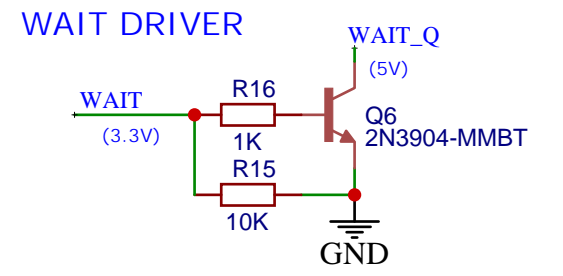 WAIT DRIVER
WAIT_Q
(5V)
R16
WAIT
(3.3V)
1K
Q6
2N3904-MMBT
R15
10K
GND